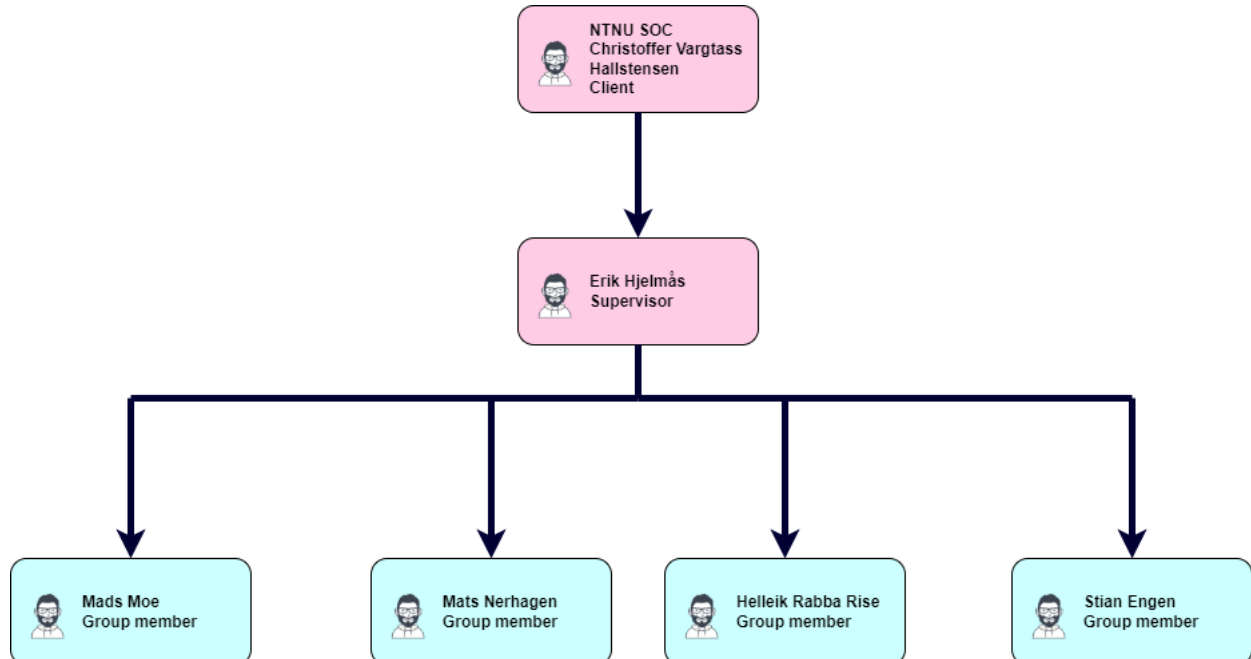 NTNU SOC
Christoffer Vargtass
Hallstensen
Client
Erik Hjelmås
Supervisor
Mads Moe
Group member
Mats Nerhagen
Group member
Helleik Rabba Rise
Group member
Stian Engen
Group member